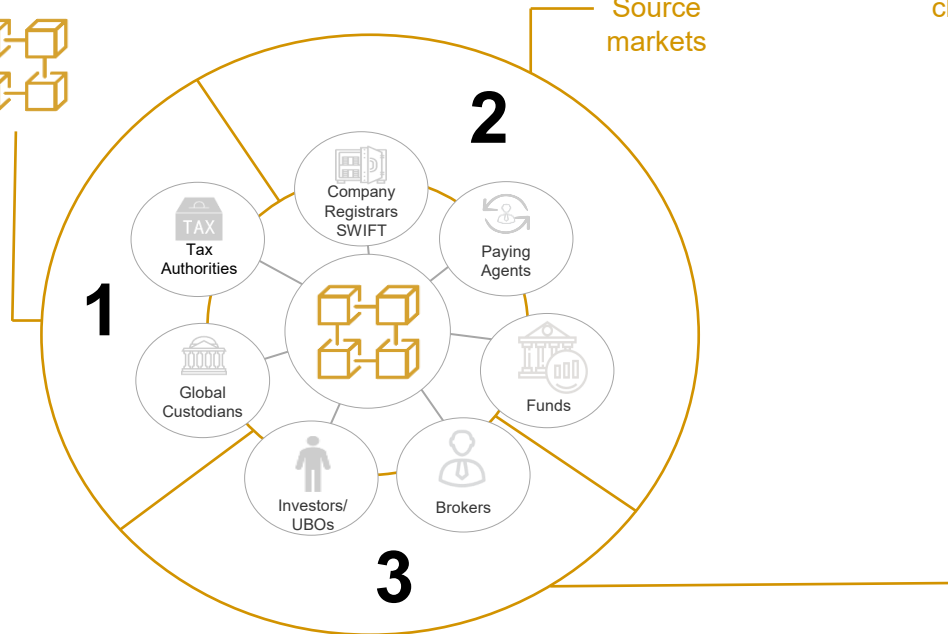 Source
markets
2
Company
Registrars
SWIFT
TAX
Tax
Authorities
Paying
Agents
1
Global
Custodians
Funds
Investors/
UBOs
Brokers
3